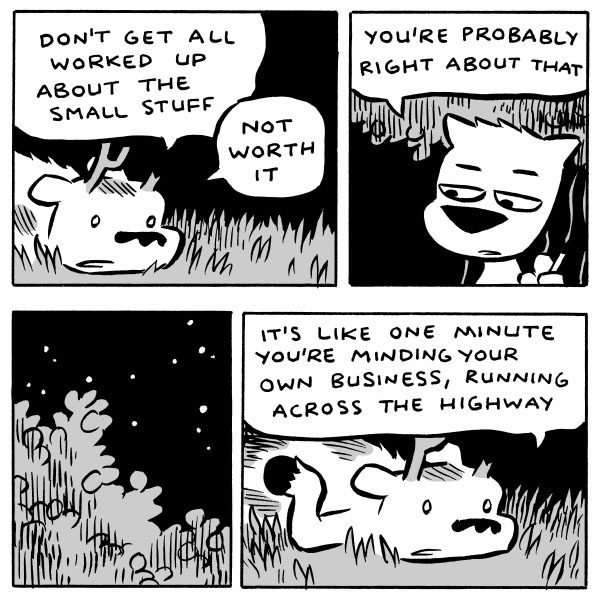 DON'T GET ALL
WORKED UP
ABOUT THE
SMALL STUFF
NOT
WORTH
IT
YOU'RE PROBABLY
RIGHT ABOUT THAT
IT'S LIKE ONE MINUTE
YOU'RE MINDING YOUR
OWN BUSINESS, RUNNING
ACROSS THE HIGHWAY